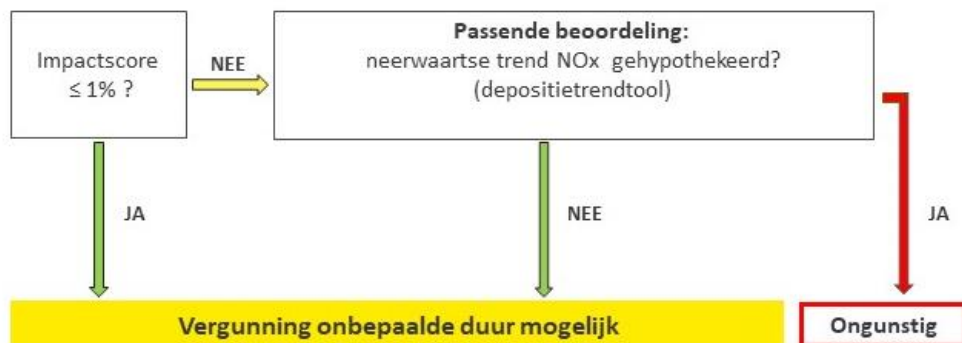 Impactscore
≤ 1% ?
NEE
Passende beoordeling:
neerwaartse trend NOx gehypothekeerd?
(depositietrendtool)
JA
NEE
JA
Vergunning onbepaalde duur mogelijk
Ongunstig